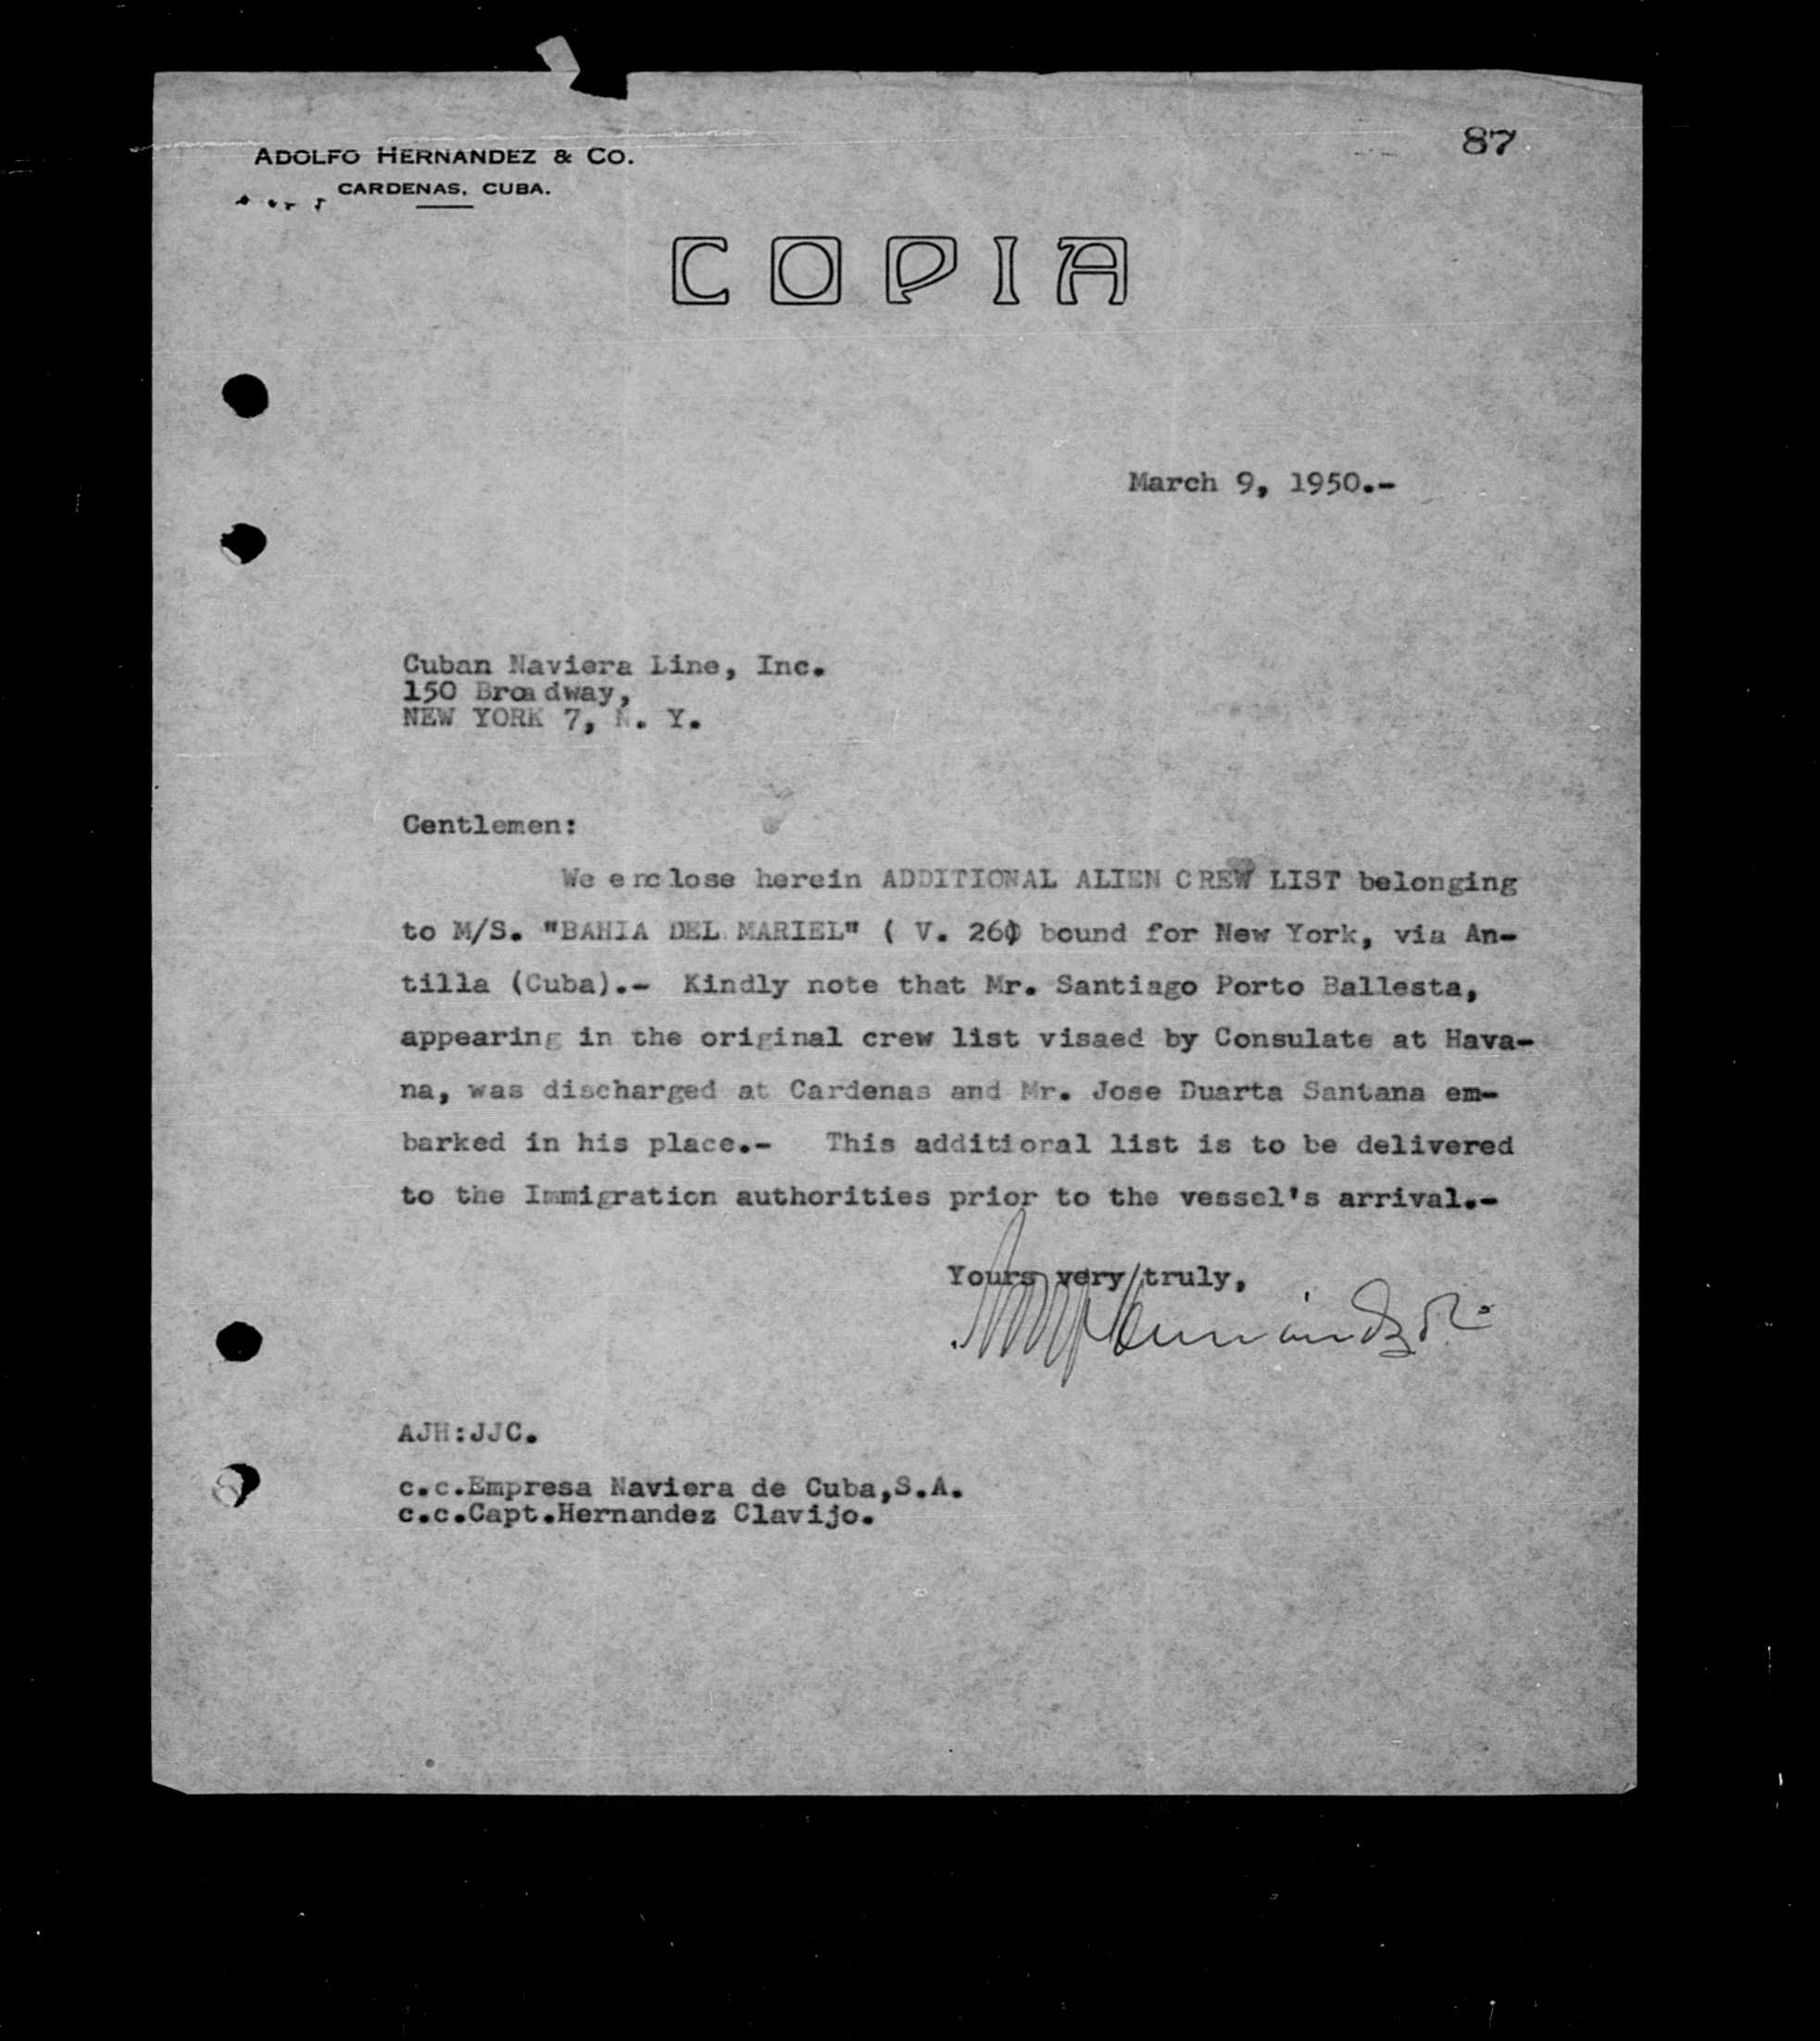 87
ADOLFO HERNANDEZ & CO.
CARDENAS, CUBA.
COPIA
March 9, 1950.-
Cuban Naviera Line, Inc.
150 Broadway,
NEW YORK 7, N. Y.
Gentlemen:
We enclose herein ADDITIONAL ALIEN CREW LIST belonging
to M/S. "BAHIA DEL MARIEL" ( V. 26) bound for New York, via An-
tilla (Cuba).- Kindly note that Mr. Santiago Porto Ballesta,
appearing in the original crew list visaed by Consulate at Hava-
na, was discharged at Cardenas and Mr. Jose Duarta Santana em-
barked in his place.- This additional list is to be delivered
to the Immigration authorities prior to the vessel's arrival.-
Yours very truly,
AJH:JJC.
c.c.Empresa Naviera de Cuba,S.A.
c.c.Capt.Hernandez Clavijo.